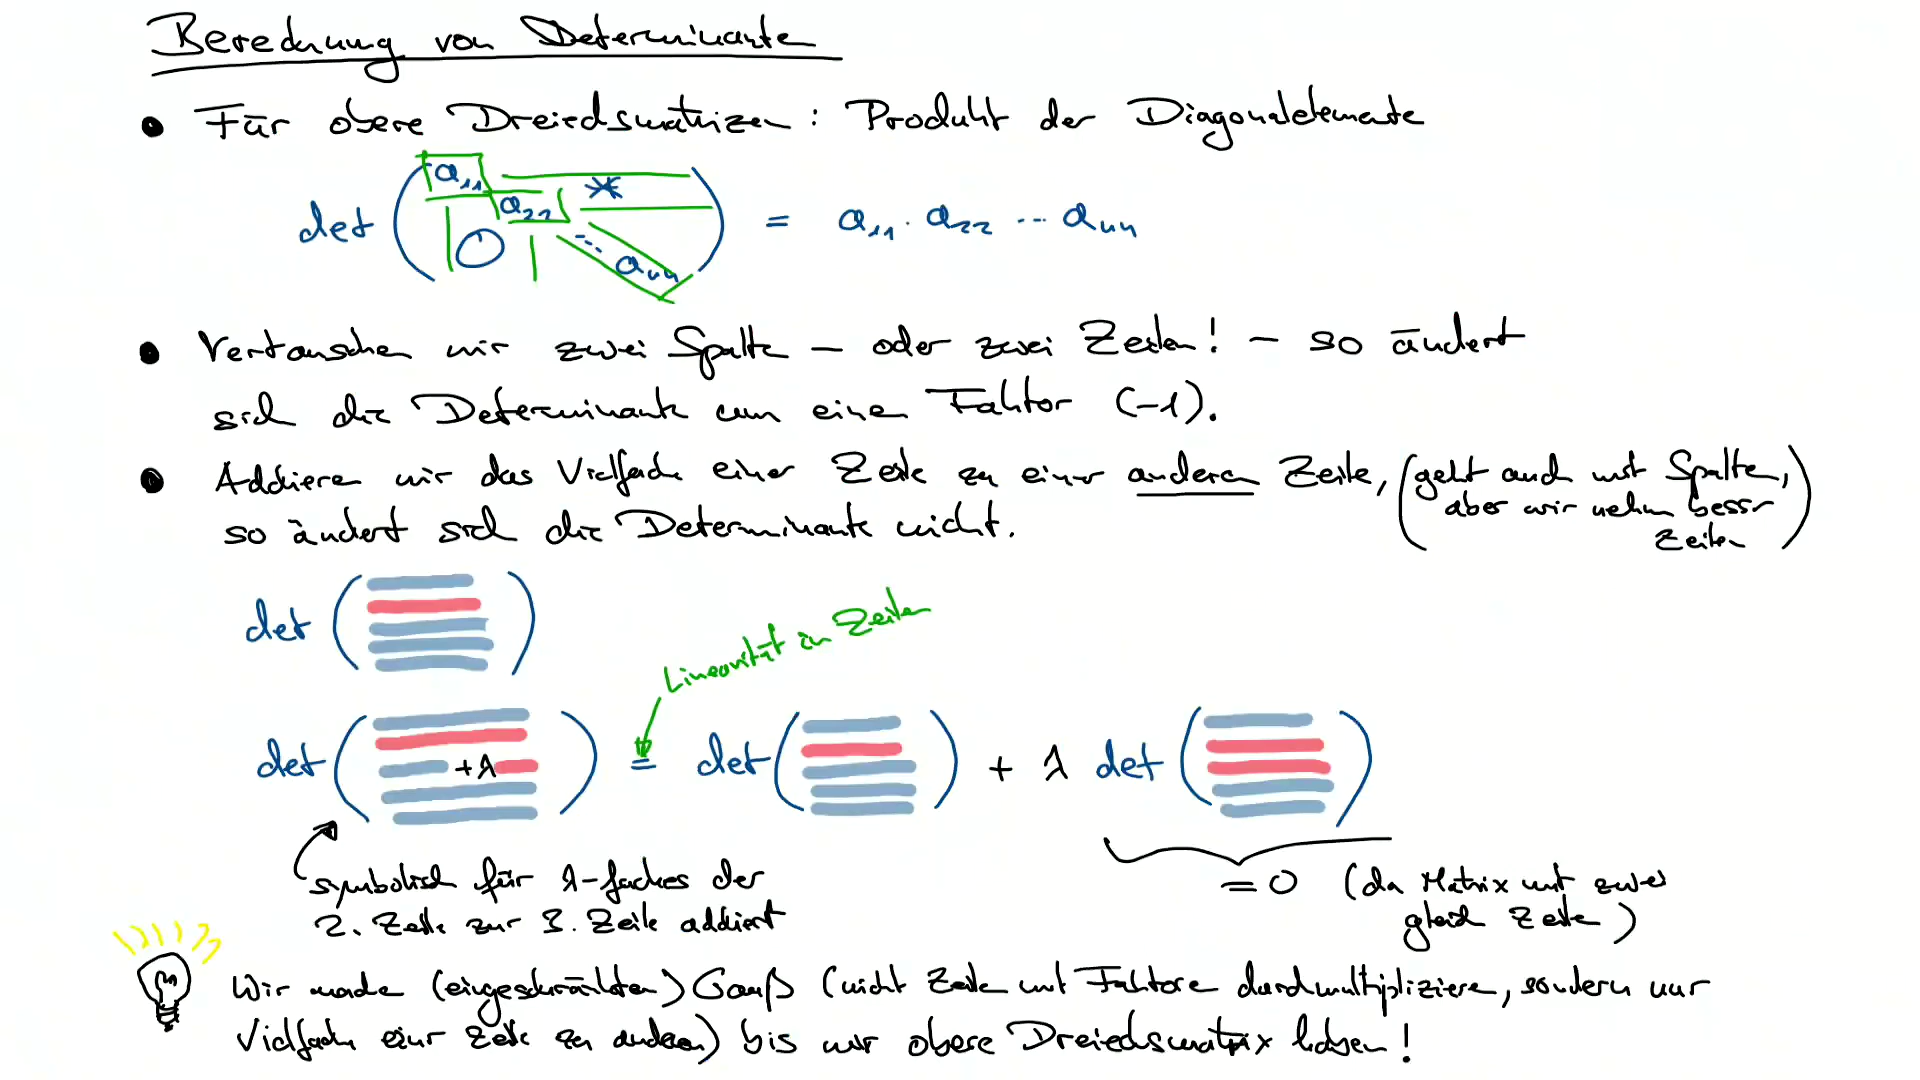 Berechnung von Determinanten
• Für obere Dreiecksmatrizen: Produkt der Diagonalelemente
det ( a₁₁ a₂₂ * 0 ⋱ aₙₙ ) = a₁₁ · a₂₂ ⋯ aₙₙ
• Vertauschen wir zwei Spalten – oder zwei Zeilen! – so ändert
sich die Determinante um einen Faktor (-1).
• Addieren wir das Vielfache einer Zeile zu einer anderen Zeile, (geht auch mit Spalten,
aber wir nehmen besser
Zeilen)
so ändert sich die Determinante nicht.
det ( )
Linearität in Zeilen
det ( +λ ) = det ( ) + λ det ( )
symbolisch für λ-faches der
2. Zeile zur 3. Zeile addiert
= 0 (da Matrix mit zwei
gleichen Zeilen)
Wir machen (eingeschränkten) Gauß (nicht Zeilen mit Faktoren durchmultiplizieren, sondern nur
Vielfache einer Zeile zu anderen) bis wir obere Dreiecksmatrix haben!